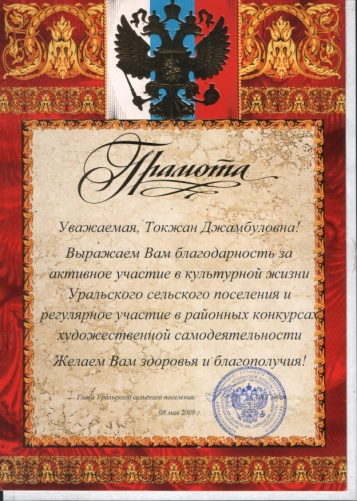 Грамота
Уважаемая, Токжан Джамбуловна!
Выражаем Вам благодарность за
активное участие в культурной жизни
Уральского сельского поселения и
регулярное участие в районных конкурсах
художественной самодеятельности
Желаем Вам здоровья и благополучия!
Глава Уральского сельского поселения:
08 мая 2009 г.